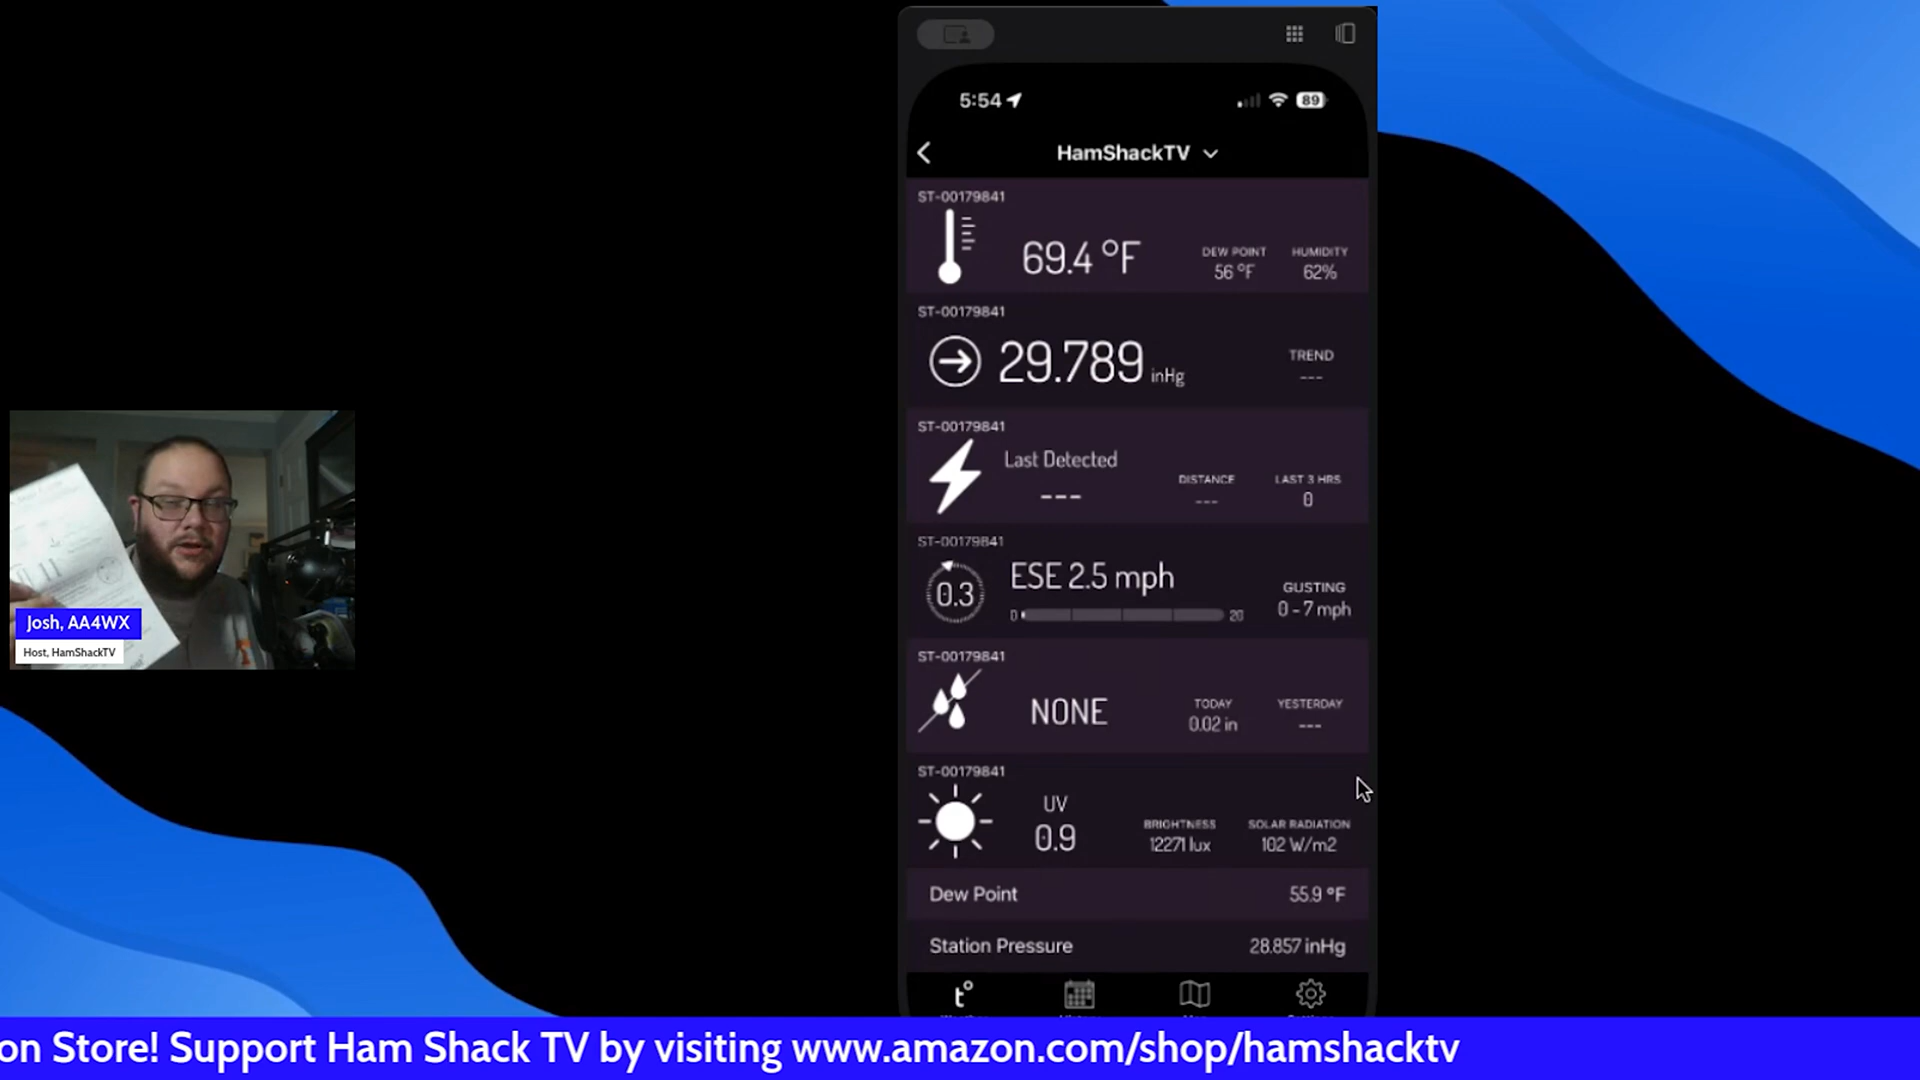 5:54
89
HamShackTV
ST-00179841
69.4 °F
DEW POINT
56 °F
HUMIDITY
62%
ST-00179841
29.789 inHg
TREND
---
ST-00179841
Last Detected
---
DISTANCE
---
LAST 3 HRS
0
ST-00179841
0.3
ESE 2.5 mph
0
20
GUSTING
0 - 7 mph
ST-00179841
NONE
TODAY
0.02 in
YESTERDAY
---
ST-00179841
UV
0.9
BRIGHTNESS
12271 lux
SOLAR RADIATION
102 W/m2
Dew Point
55.9 °F
Station Pressure
28.857 inHg
t°
Josh, AA4WX
Host, HamShackTV
on Store! Support Ham Shack TV by visiting www.amazon.com/shop/hamshacktv